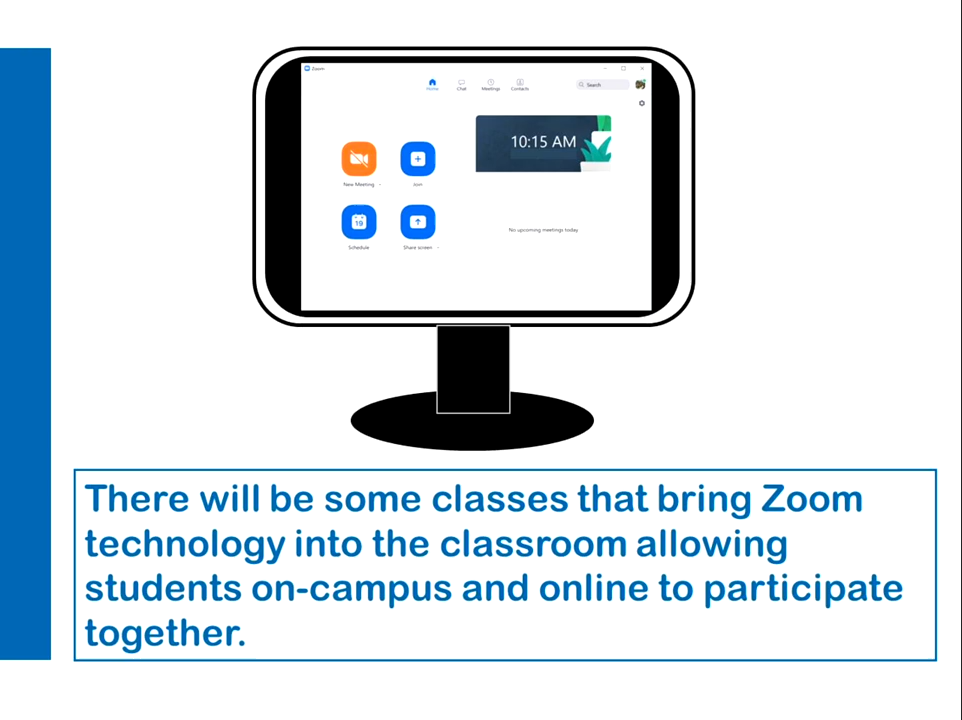 Zoom
Home Chat Meetings Contacts
Search
10:15 AM
New Meeting Join
19
Schedule Share screen
No upcoming meetings today
There will be some classes that bring Zoom
technology into the classroom allowing
students on-campus and online to participate
together.